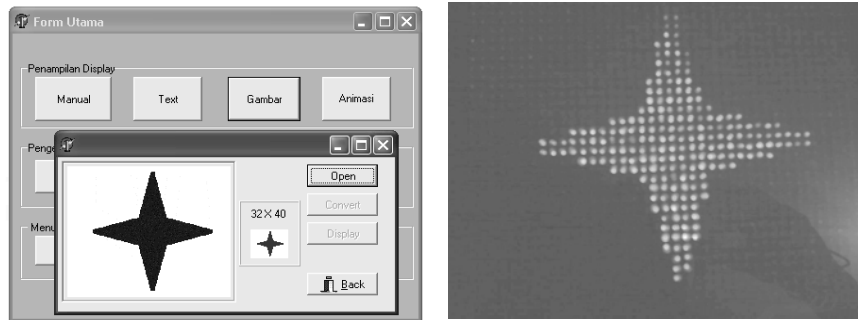 Form Utama
Penampilan Display
Manual Text Gambar Animasi
Penge
Menu
Open
32 X 40
Convert
Display
Back